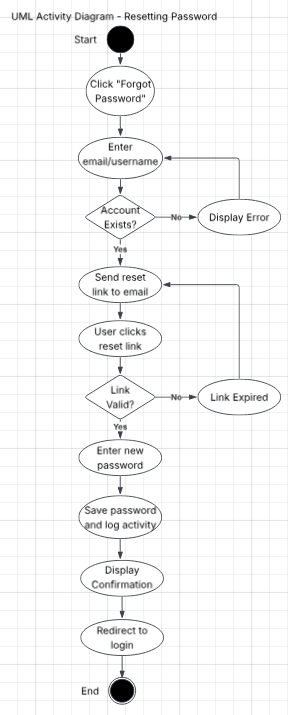 UML Activity Diagram - Resetting Password
Start
Click "Forgot
Password"
Enter
email/username
Account
Exists?
No
Display Error
Yes
Send reset
link to email
User clicks
reset link
Link
Valid?
No
Link Expired
Yes
Enter new
password
Save password
and log activity
Display
Confirmation
Redirect to
login
End